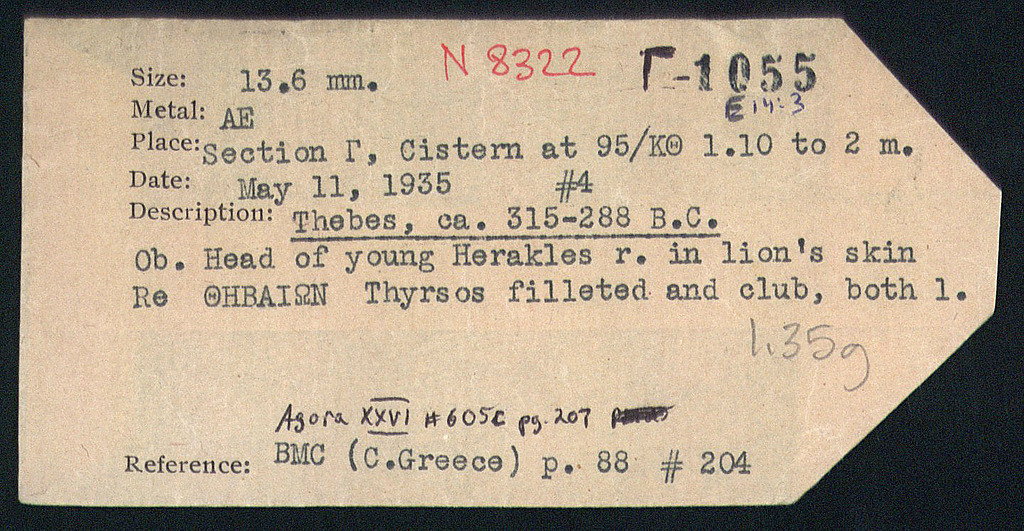 N 8322 Γ-1055
Size: 13.6 mm.
E 14:3
Metal: AE
Place: Section Γ, Cistern at 95/ΚΘ 1.10 to 2 m.
Date: May 11, 1935 #4
Description: Thebes, ca. 315-288 B.C.
Ob. Head of young Herakles r. in lion's skin
Re ΘΗΒΑΙΩΝ Thyrsos filleted and club, both l.
1.35g
Agora XXVI #605c pg. 207
Reference: BMC (C.Greece) p. 88 # 204